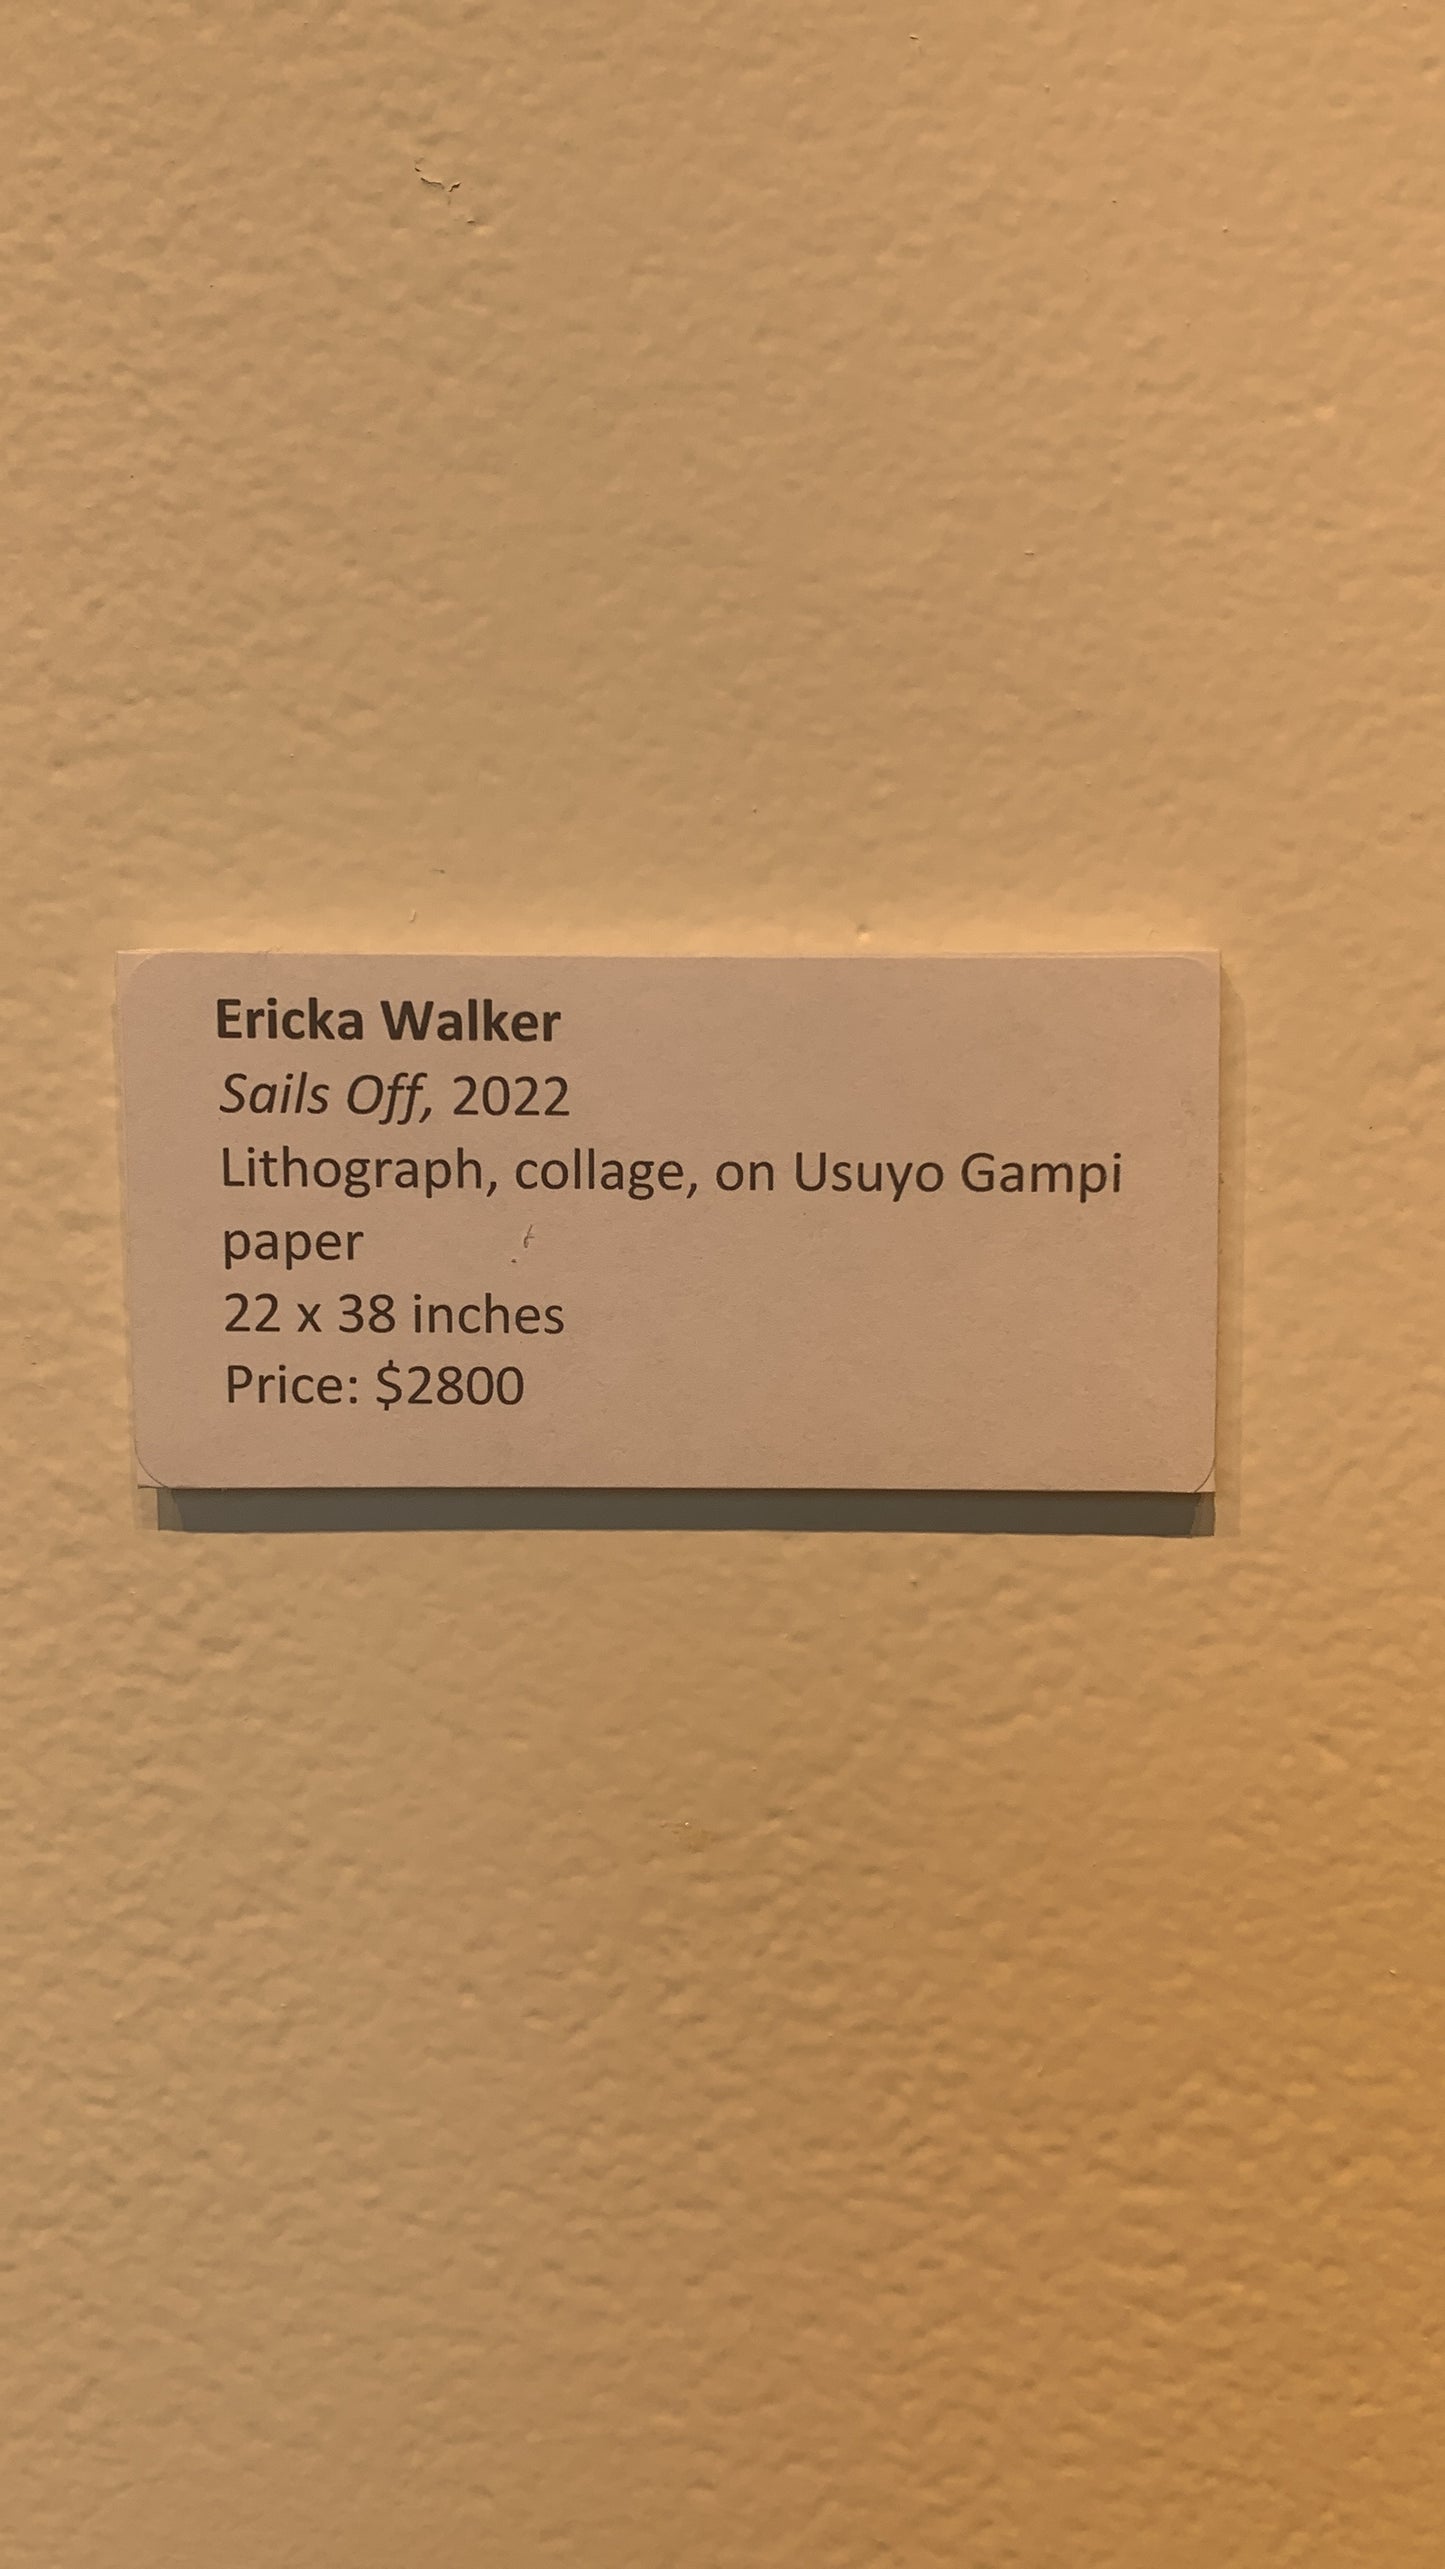 Ericka Walker
Sails Off, 2022
Lithograph, collage, on Usuyo Gampi
paper
22 x 38 inches
Price: $2800